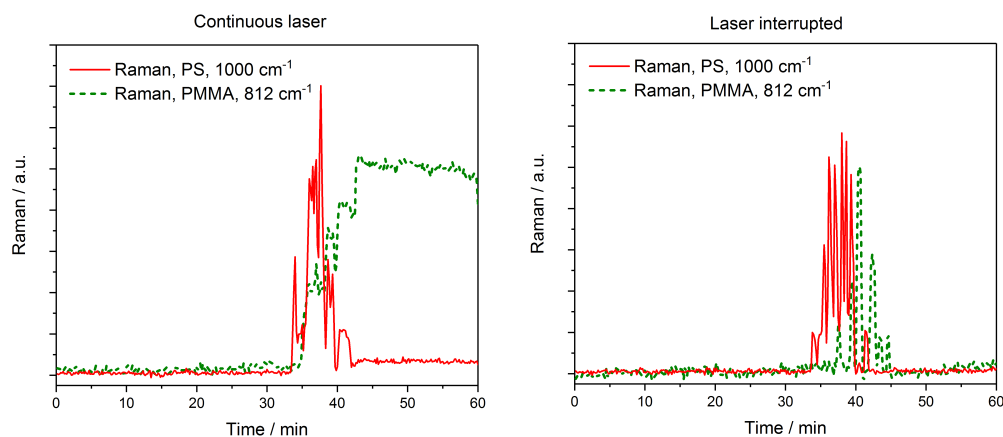 Continuous laser
Raman, PS, 1000 cm⁻¹
Raman, PMMA, 812 cm⁻¹
Raman / a.u.
0 10 20 30 40 50 60
Time / min
Laser interrupted
Raman, PS, 1000 cm⁻¹
Raman, PMMA, 812 cm⁻¹
Raman / a.u.
0 10 20 30 40 50 60
Time / min